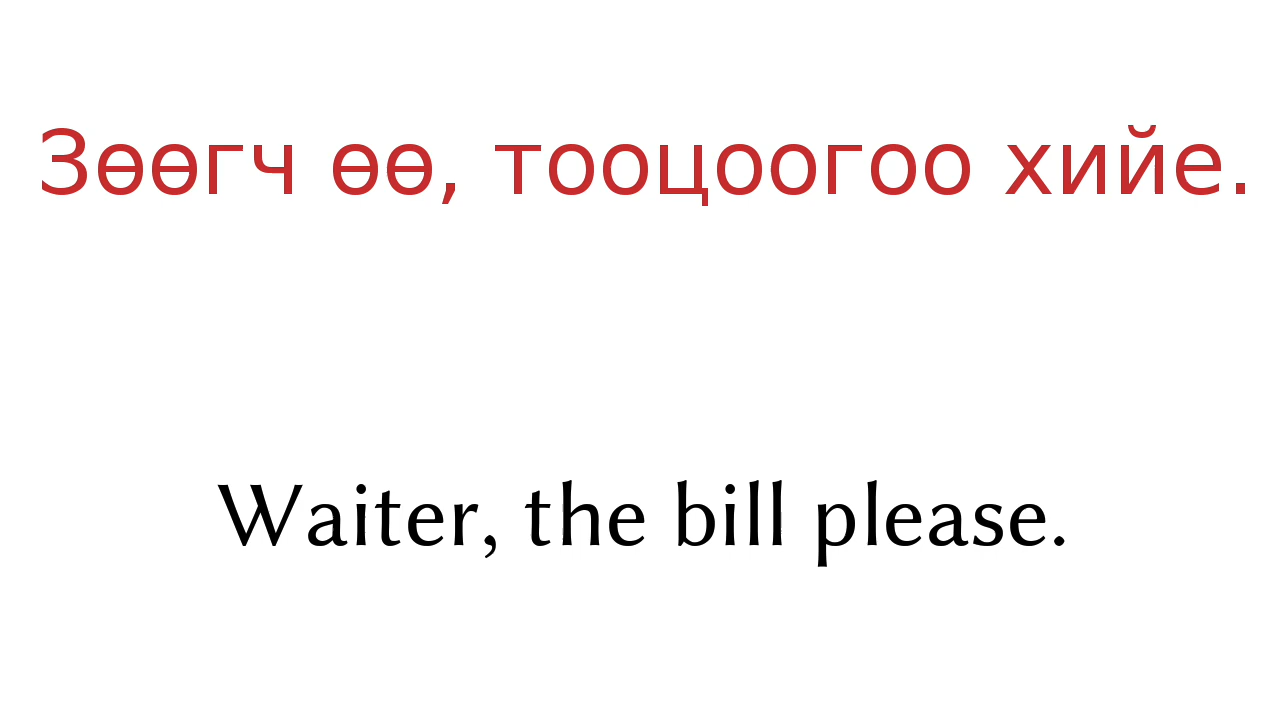 Зөөгч өө, тооцоогоо хийе.
Waiter, the bill please.